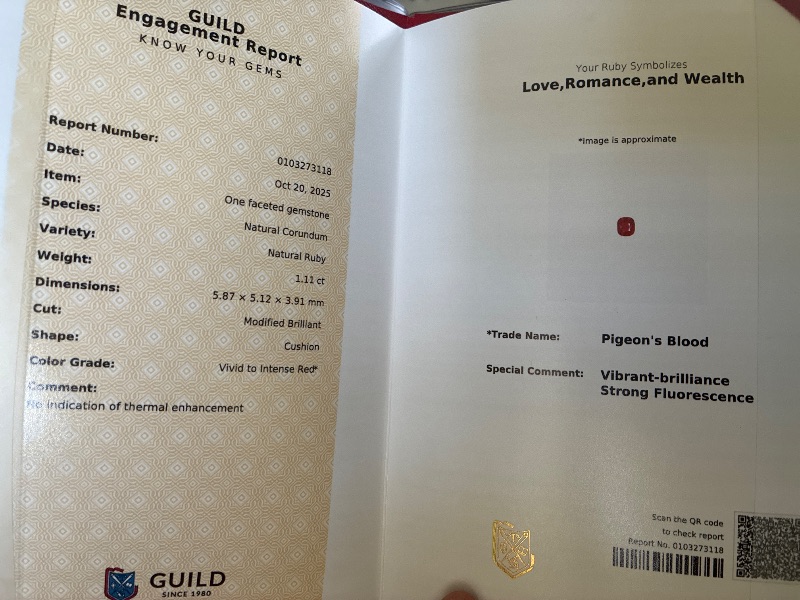 GUILD
Engagement Report
KNOW YOUR GEMS
Report Number: 0103273118
Date: Oct 20, 2025
Item: One faceted gemstone
Species: Natural Corundum
Variety: Natural Ruby
Weight: 1.11 ct
Dimensions: 5.87 × 5.12 × 3.91 mm
Cut: Modified Brilliant
Shape: Cushion
Color Grade: Vivid to Intense Red*
Comment:
No indication of thermal enhancement
GUILD
SINCE 1980
Your Ruby Symbolizes
Love,Romance,and Wealth
*Image is approximate
*Trade Name: Pigeon's Blood
Special Comment: Vibrant-brilliance
Strong Fluorescence
Scan the QR code
to check report
Report No. 0103273118